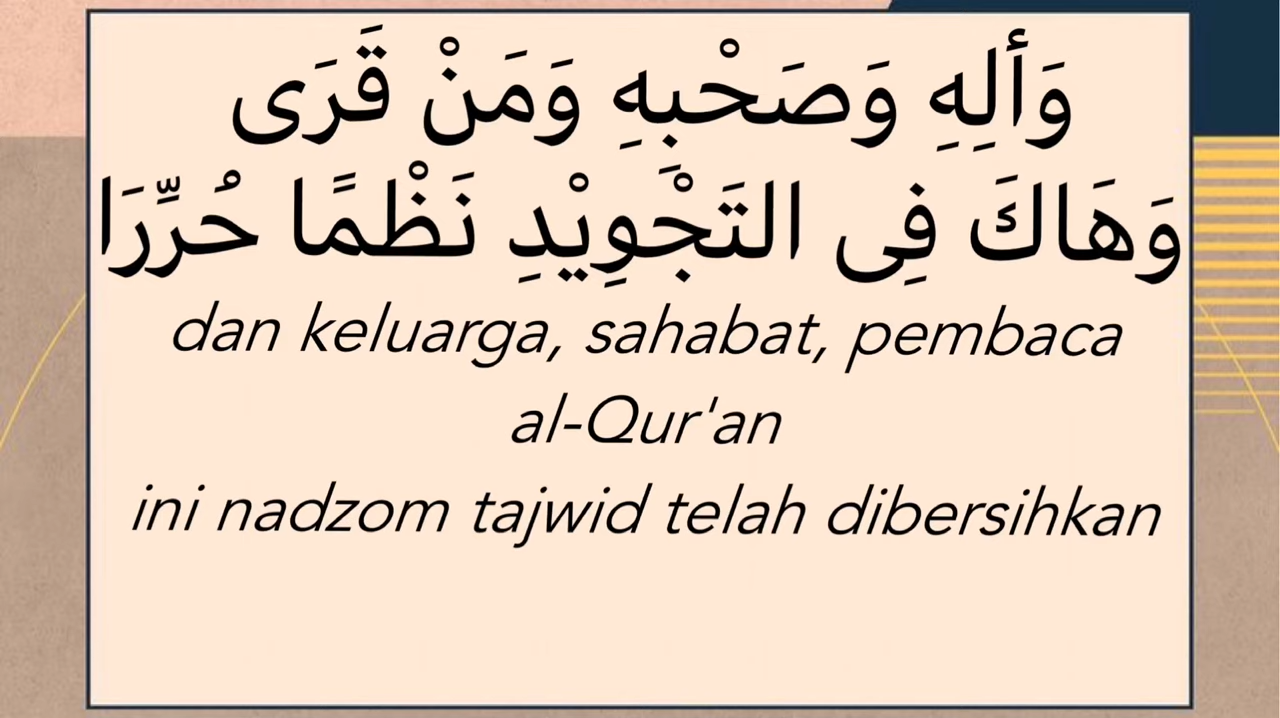 وَألِهِ وَصَحْبِهِ وَمَنْ قَرَى
وَهَاكَ فِى التَجْوِيْدِ نَظْمًا حُرِّرَا
dan keluarga, sahabat, pembaca
al-Qur'an
ini nadzom tajwid telah dibersihkan